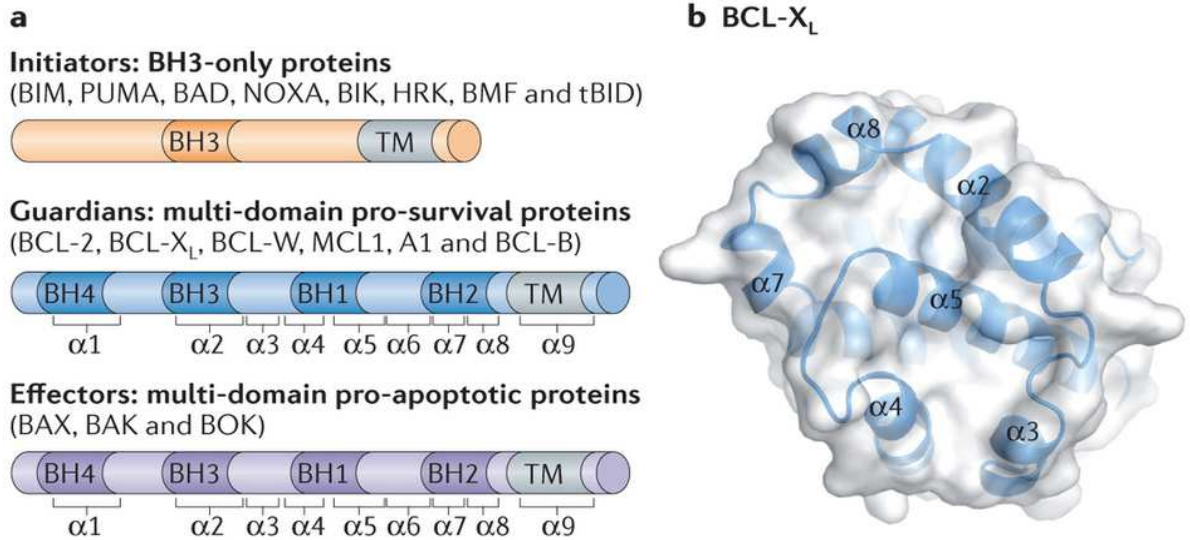 a
Initiators: BH3-only proteins
(BIM, PUMA, BAD, NOXA, BIK, HRK, BMF and tBID)
BH3 TM
Guardians: multi-domain pro-survival proteins
(BCL-2, BCL-XL, BCL-W, MCL1, A1 and BCL-B)
BH4 BH3 BH1 BH2 TM
α1 α2 α3 α4 α5 α6 α7 α8 α9
Effectors: multi-domain pro-apoptotic proteins
(BAX, BAK and BOK)
BH4 BH3 BH1 BH2 TM
α1 α2 α3 α4 α5 α6 α7 α8 α9
b BCL-XL
α8
α2
α7
α5
α4
α3